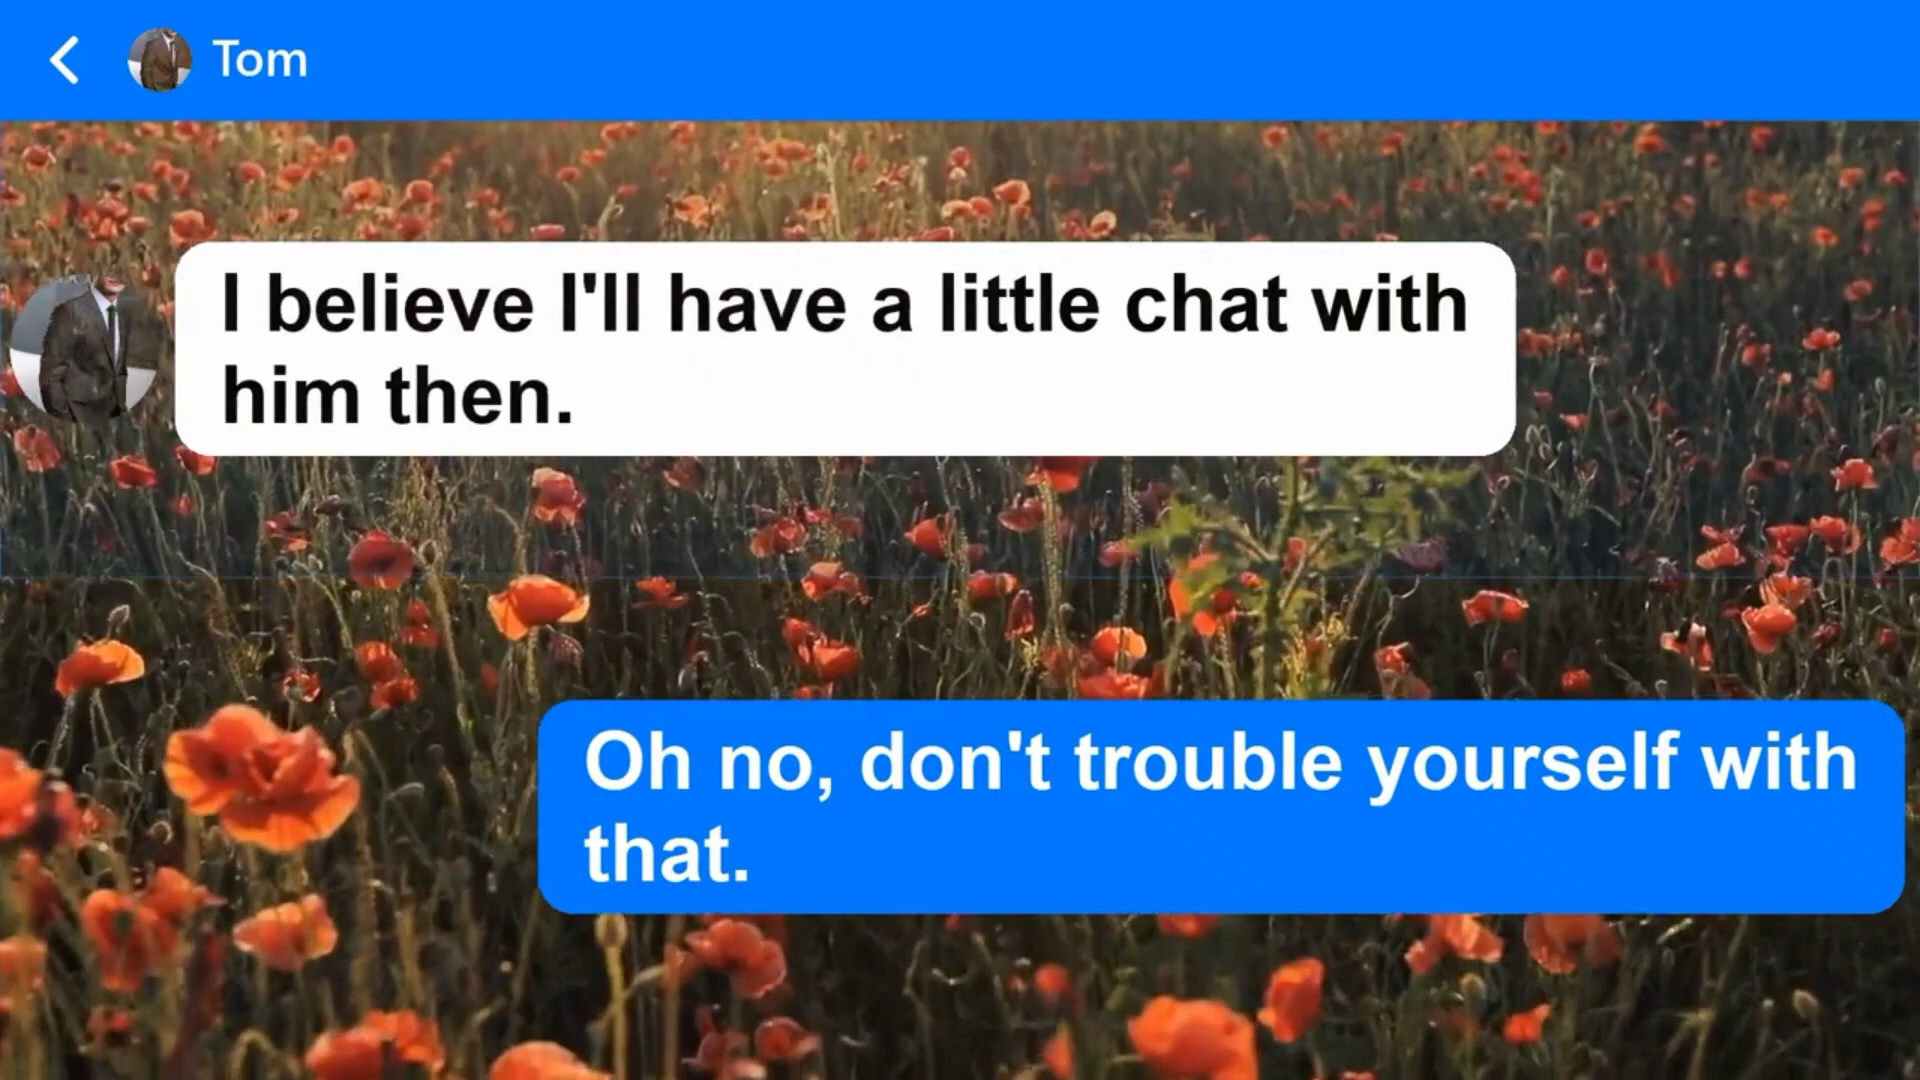 Tom
I believe I'll have a little chat with
him then.
Oh no, don't trouble yourself with
that.